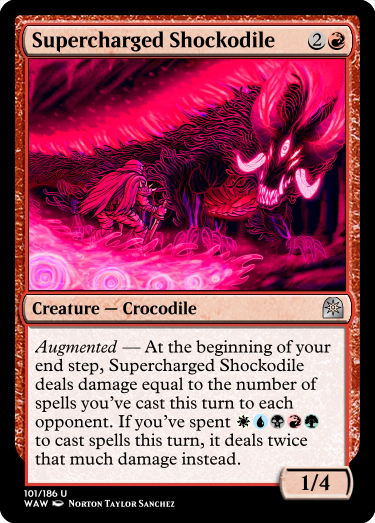 Supercharged Shockodile 2
Creature — Crocodile
Augmented — At the beginning of your
end step, Supercharged Shockodile
deals damage equal to the number of
spells you've cast this turn to each
opponent. If you've spent
to cast spells this turn, it deals twice
that much damage instead.
1/4
101/186 U
WAW Norton Taylor Sanchez